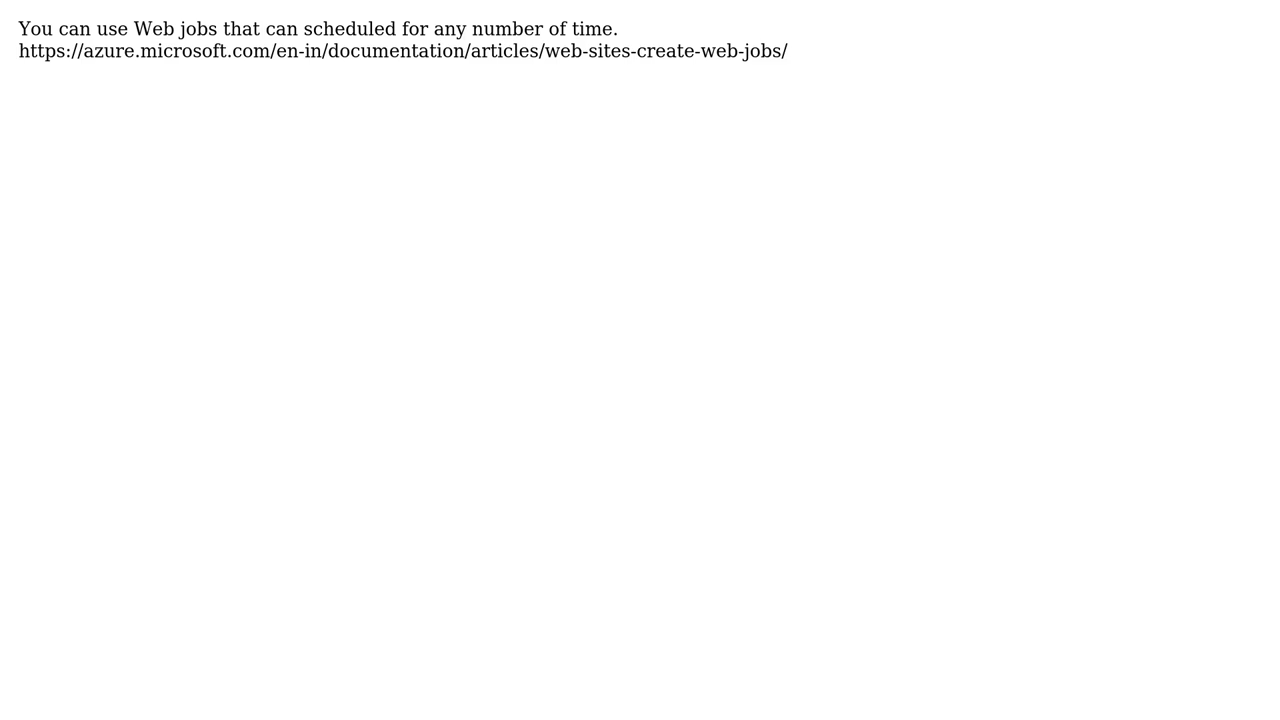 You can use Web jobs that can scheduled for any number of time.
https://azure.microsoft.com/en-in/documentation/articles/web-sites-create-web-jobs/